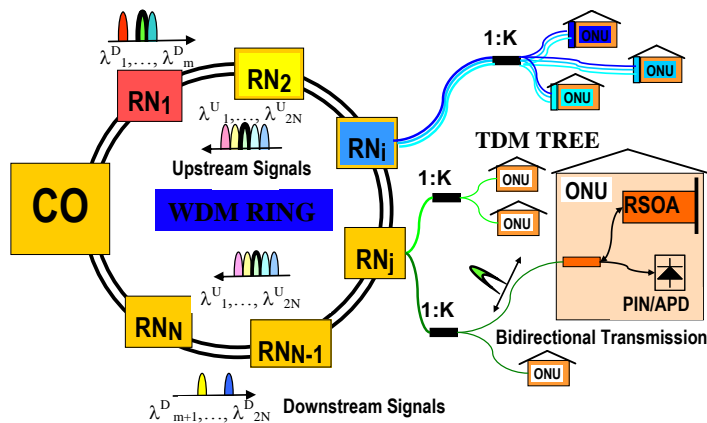 λᴰ₁,…, λᴰₘ
RN₁
RN₂
λᵁ₁,…, λᵁ₂N
Upstream Signals
RNᵢ
1:K
ONU
ONU
ONU
TDM TREE
CO
WDM RING
1:K
ONU
ONU
ONU
RSOA
RNⱼ
λᵁ₁,…, λᵁ₂N
PIN/APD
1:K
Bidirectional Transmission
RN_N
RN_N-1
ONU
λᴰₘ₊₁,…, λᴰ₂N
Downstream Signals